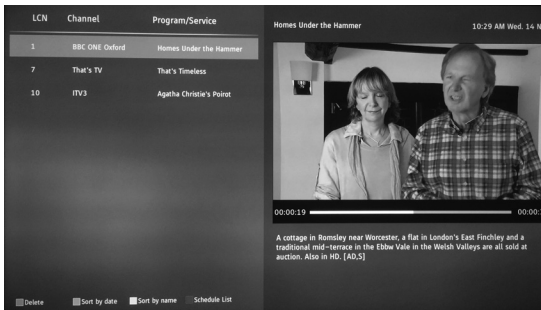 LCN Channel Program/Service
1 BBC ONE Oxford Homes Under the Hammer
7 That's TV That's Timeless
10 ITV3 Agatha Christie's Poirot
Delete Sort by date Sort by name Schedule List
Homes Under the Hammer 10:29 AM Wed. 14 N
00:00:19 00:00:
A cottage in Romsley near Worcester, a flat in London's East Finchley and a
traditional mid-terrace in the Ebbw Vale in the Welsh Valleys are all sold at
auction. Also in HD. [AD,S]